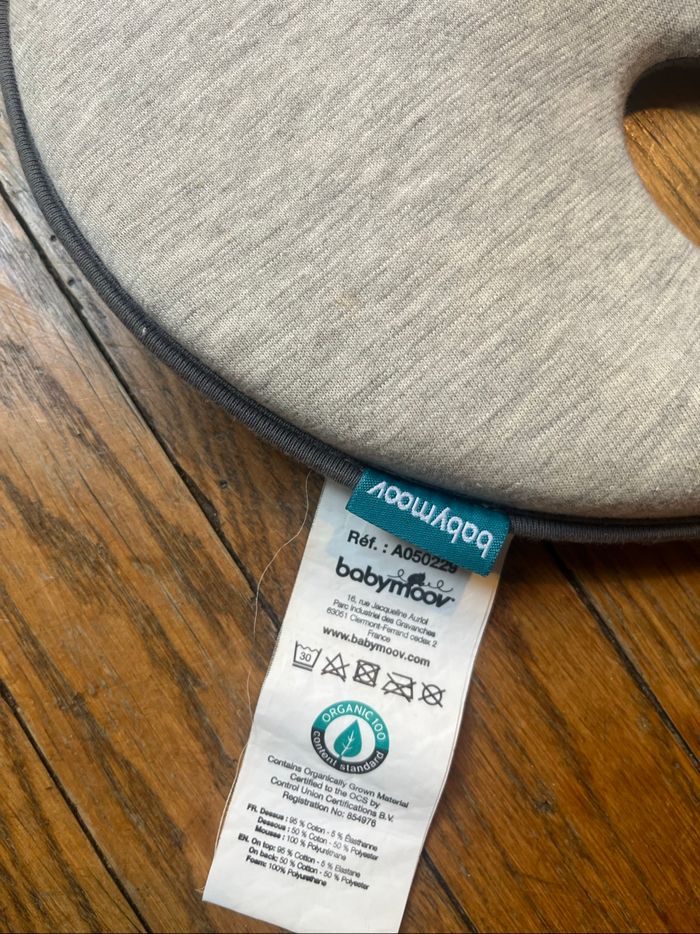 babymoov
Réf. : A050229
babymoov
16, rue Jacqueline Auriol
Parc Industriel des Gravanches
63051 Clermont-Ferrand cedex 2
France
www.babymoov.com
30
ORGANIC 100
content standard
Contains Organically Grown Material
Certified to the OCS by
Control Union Certifications B.V.
Registration No: 854976
FR. Dessus : 95 % Coton - 5 % Élasthanne
Dessous : 50 % Coton - 50 % Polyester
Mousse : 100% Polyuréthane
EN. On top: 95% Cotton - 5% Elastane
On back: 50 % Cotton - 50 % Polyester
Foam: 100% Polyurethane